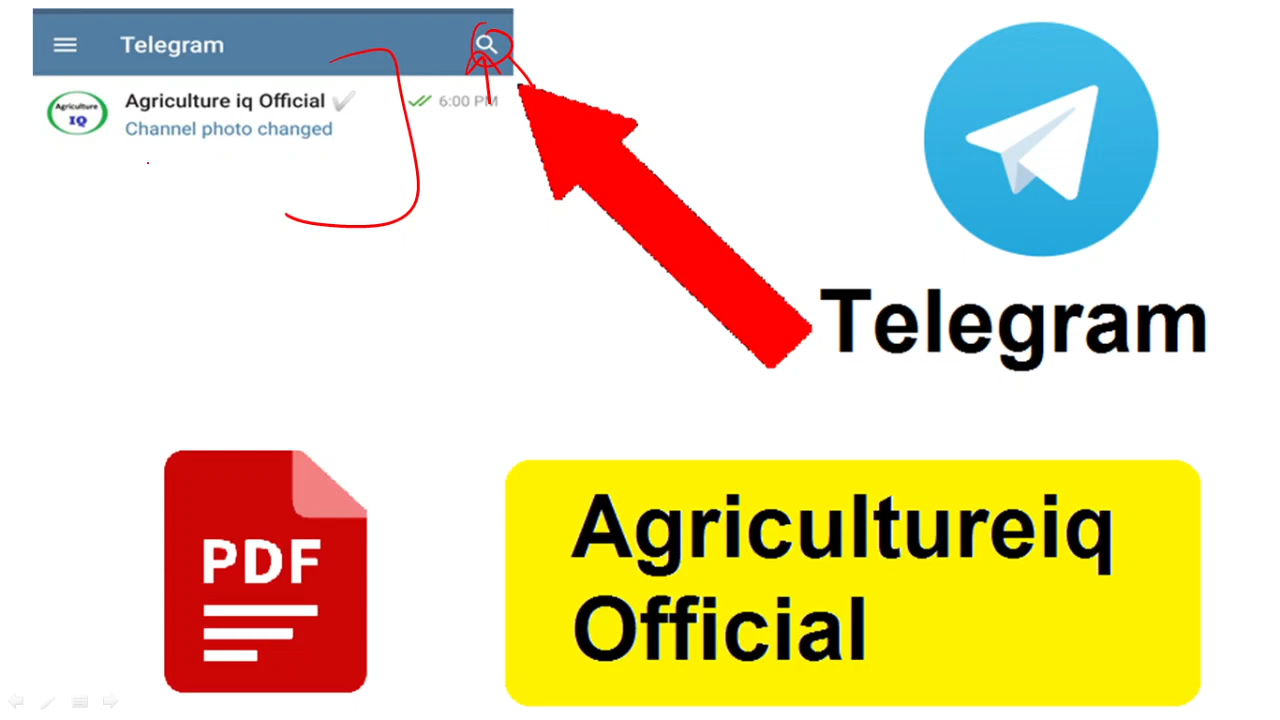 Telegram
Agriculture iq Official
6:00 PM
Channel photo changed
Agriculture
IQ
Telegram
PDF
Agricultureiq
Official